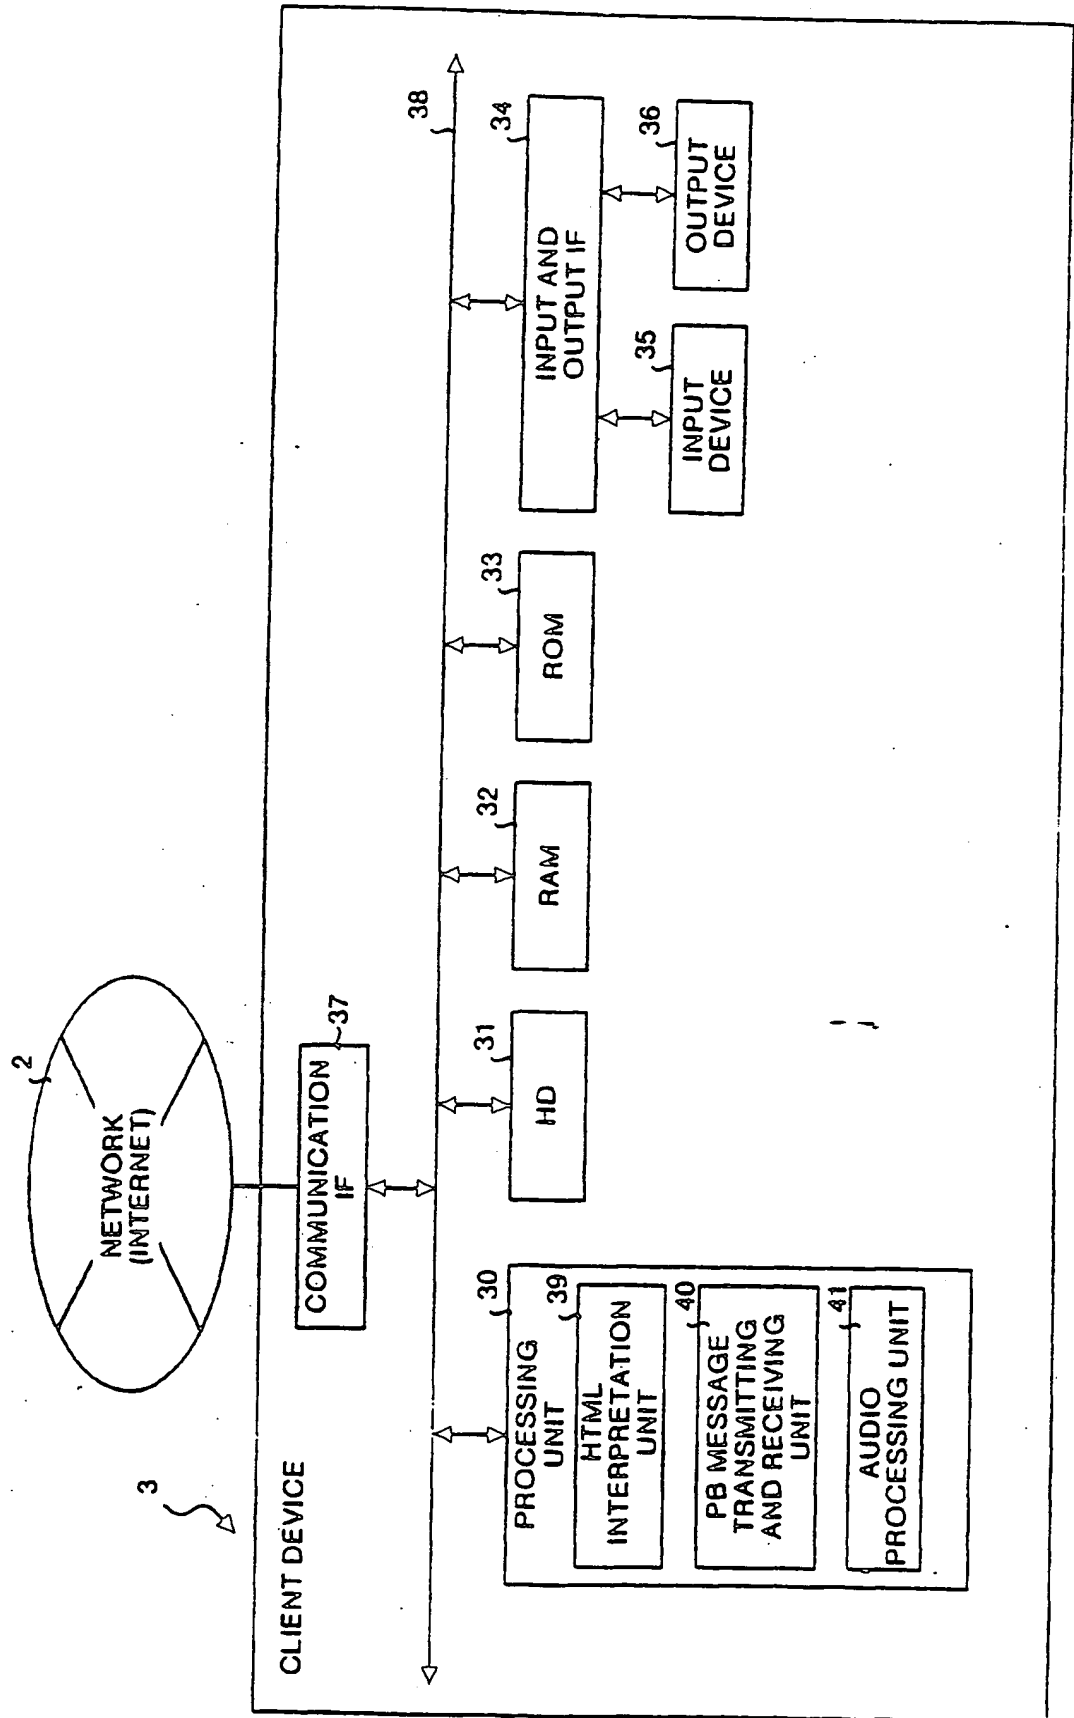 2
NETWORK
(INTERNET)
3
CLIENT DEVICE
COMMUNICATION
IF
37
38
30
PROCESSING
UNIT
39
HTML
INTERPRETATION
UNIT
40
PB MESSAGE
TRANSMITTING
AND RECEIVING
UNIT
41
AUDIO
PROCESSING UNIT
31
HD
32
RAM
33
ROM
34
INPUT AND
OUTPUT IF
35
INPUT
DEVICE
36
OUTPUT
DEVICE